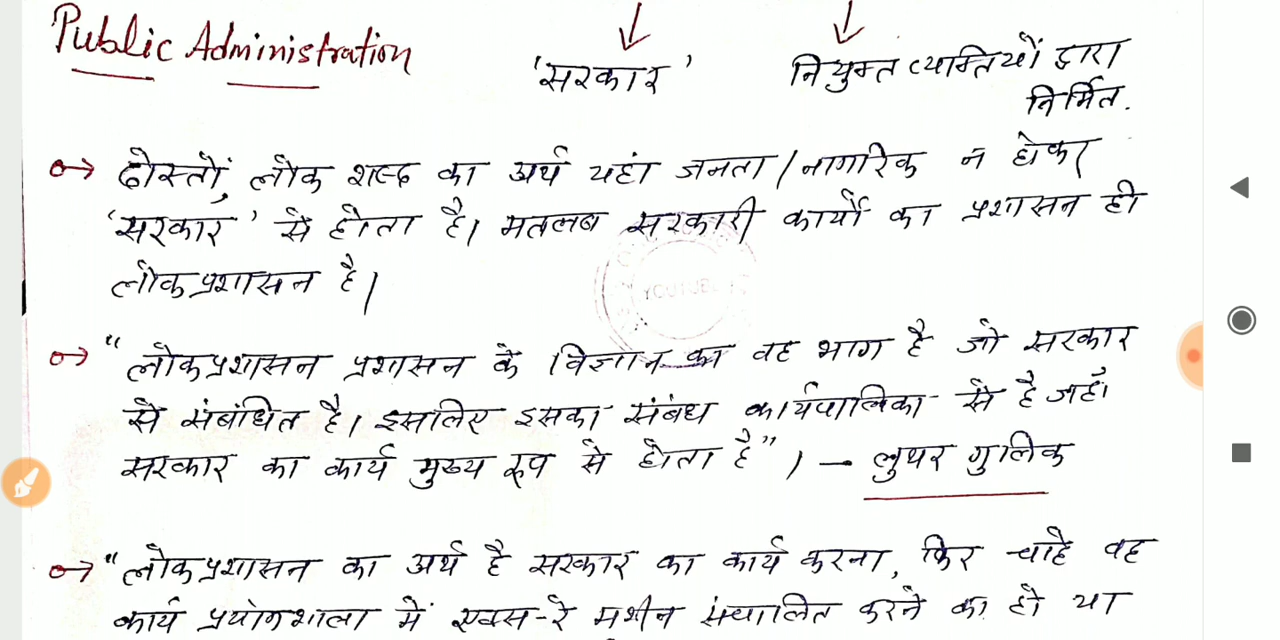 Public Administration
'सरकार'
नियुक्त व्यक्तियों द्वारा
निर्मित.
दोस्तों, लोक शब्द का अर्थ यहां जनता / नागरिक न होकर
'सरकार' से होता है। मतलब सरकारी कार्यों का प्रशासन ही
लोकप्रशासन है।
YOUTUBE
"लोकप्रशासन प्रशासन के विज्ञान का वह भाग है जो सरकार
से संबंधित है। इसलिए इसका संबंध कार्यपालिका से है जहाँ
सरकार का कार्य मुख्य रूप से होता है"। - लुथर गुलिक
"लोकप्रशासन का अर्थ है सरकार का कार्य करना, फिर चाहे वह
कार्य प्रयोगशाला में एक्स-रे मशीन संचालित करने का हो या